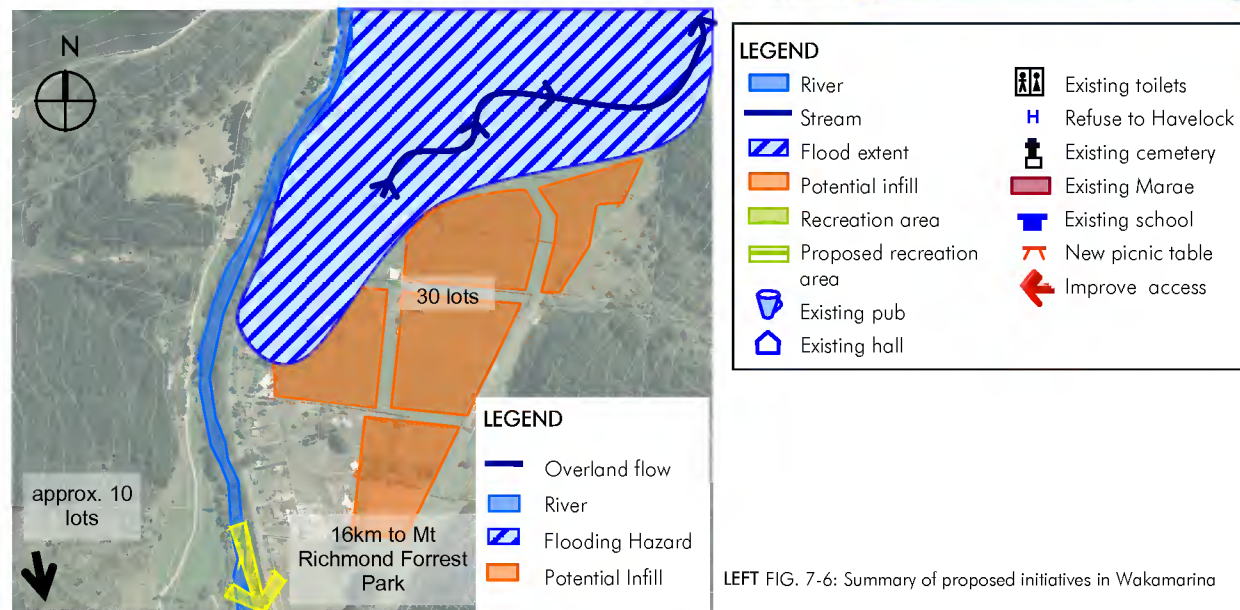 N
30 lots
approx. 10
lots
16km to Mt
Richmond Forrest
Park
LEGEND
Overland flow
River
Flooding Hazard
Potential Infill
LEGEND
River
Stream
Flood extent
Potential infill
Recreation area
Proposed recreation
area
Existing pub
Existing hall
Existing toilets
H Refuse to Havelock
Existing cemetery
Existing Marae
Existing school
New picnic table
Improve access
LEFT FIG. 7-6: Summary of proposed initiatives in Wakamarina